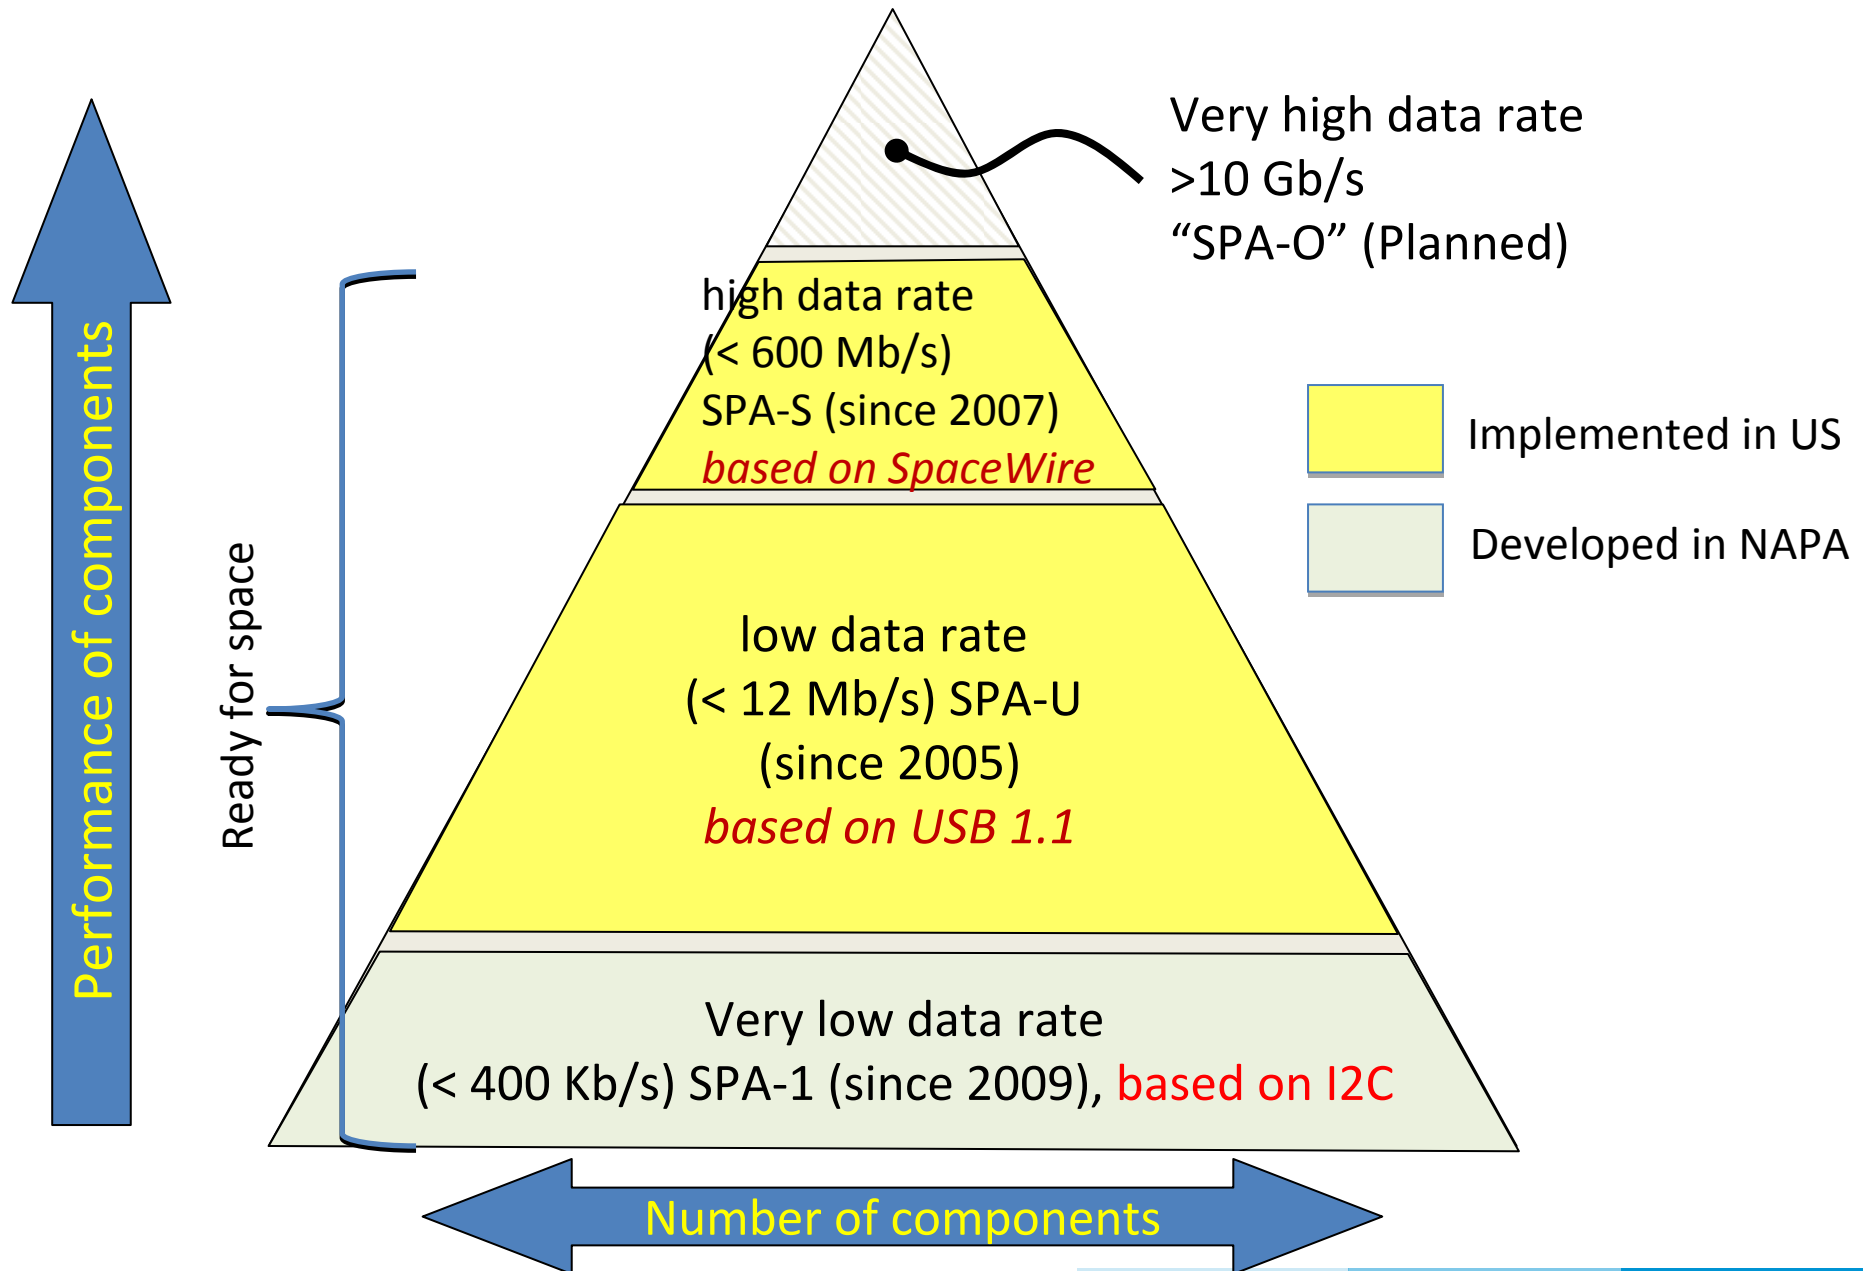 Very high data rate
>10 Gb/s
“SPA-O” (Planned)
high data rate
(< 600 Mb/s)
SPA-S (since 2007)
based on SpaceWire
Implemented in US
Developed in NAPA
Performance of components
Ready for space
low data rate
(< 12 Mb/s) SPA-U
(since 2005)
based on USB 1.1
Very low data rate
(< 400 Kb/s) SPA-1 (since 2009), based on I2C
Number of components